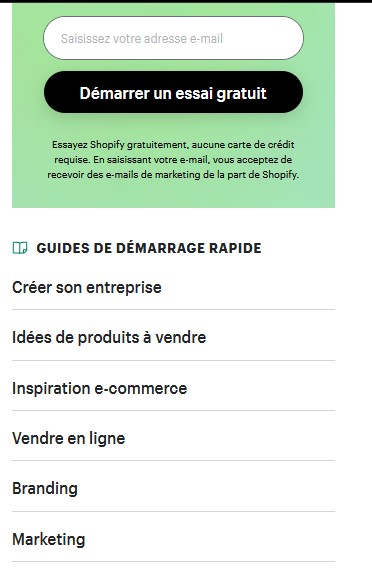 Saisissez votre adresse e-mail
Démarrer un essai gratuit
Essayez Shopify gratuitement, aucune carte de crédit
requise. En saisissant votre e-mail, vous acceptez de
recevoir des e-mails de marketing de la part de Shopify.
GUIDES DE DÉMARRAGE RAPIDE
Créer son entreprise
Idées de produits à vendre
Inspiration e-commerce
Vendre en ligne
Branding
Marketing